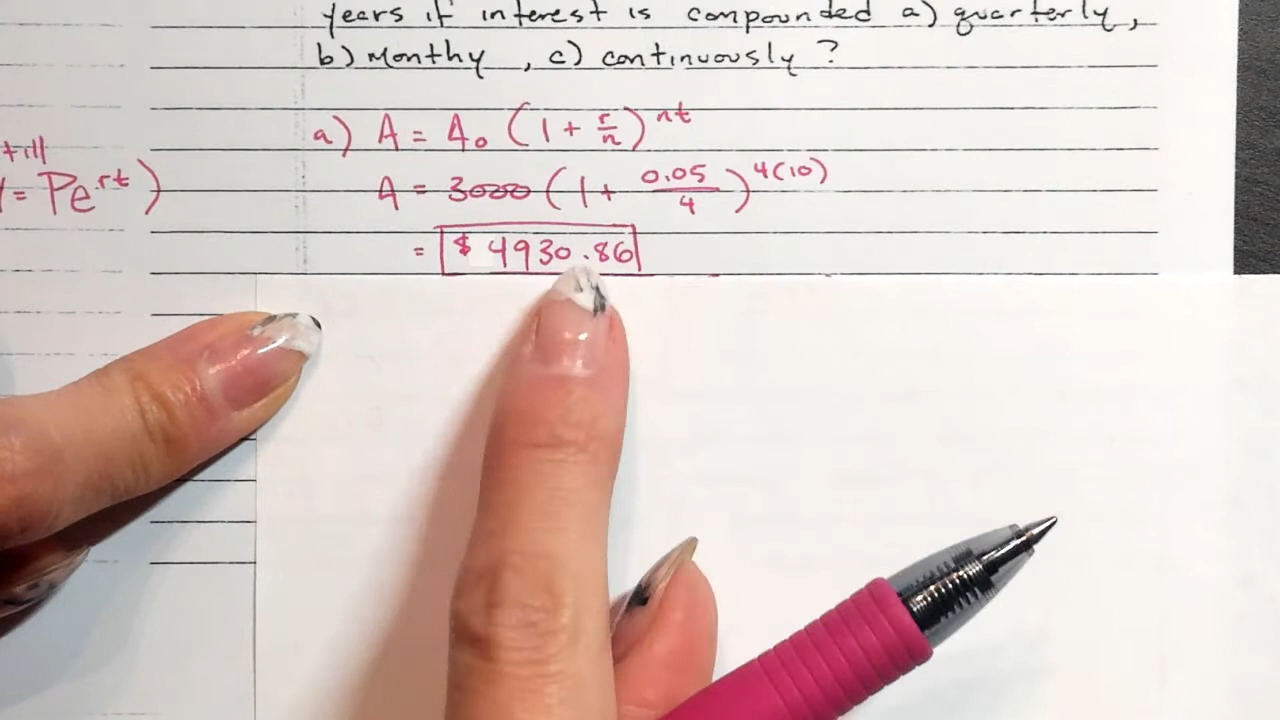 years if interest is compounded a) quarterly,
b) monthy, c) continuously?
a) A = A₀ (1 + r/n)^nt
till
= Pe^rt)
A = 3000 (1 + 0.05/4)^4(10)
= $ 4930.86